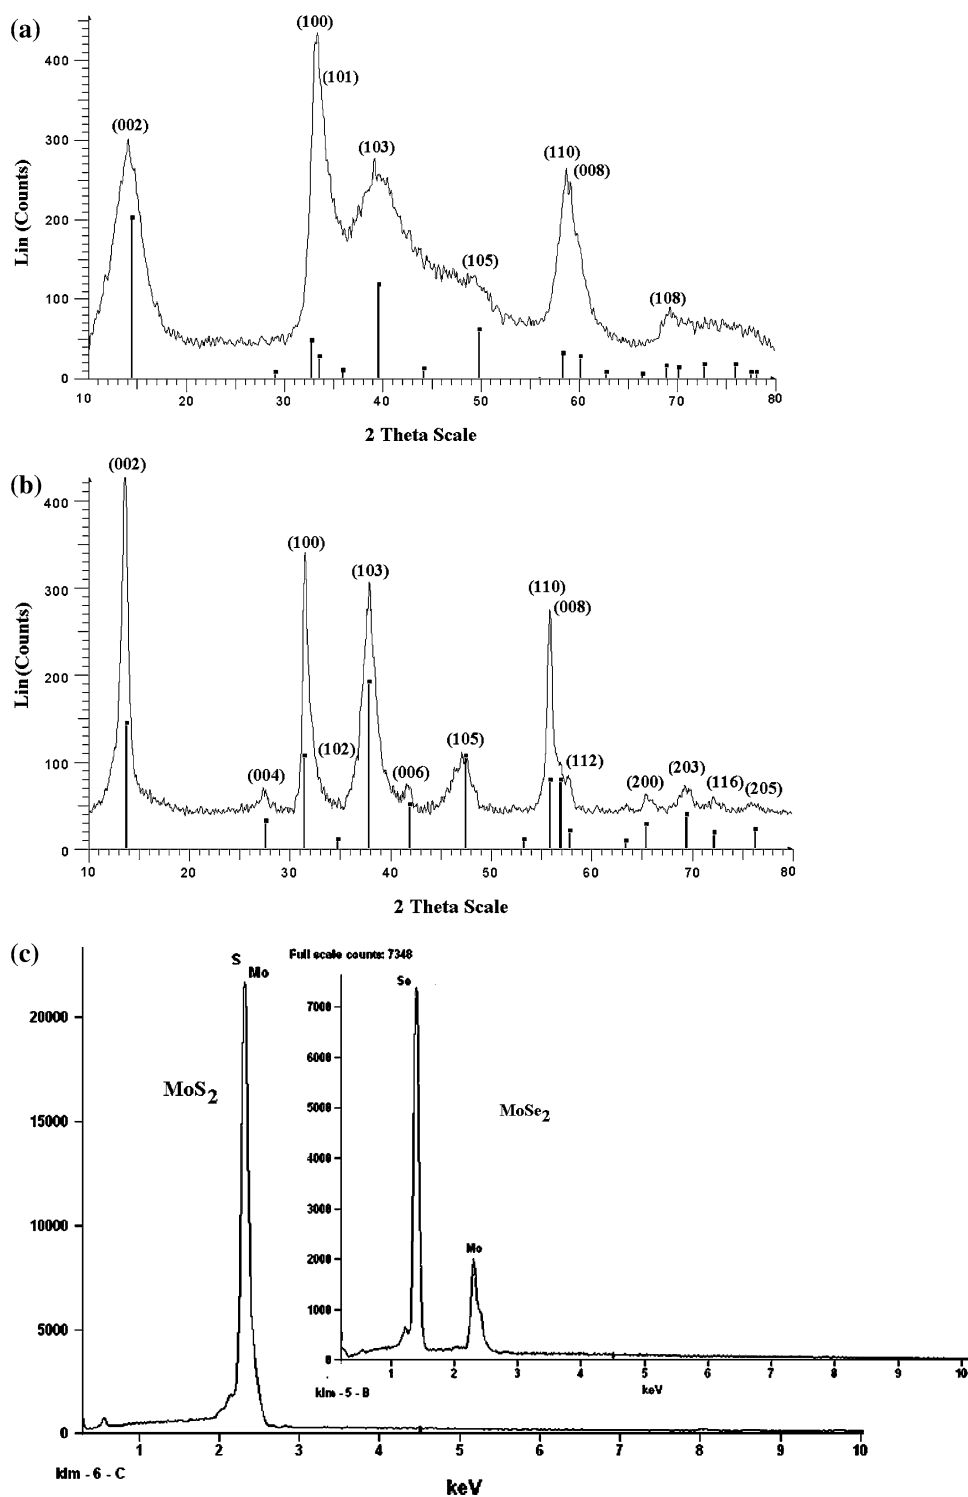 (a)
(100)
400
(101)
(002)
300
(103)
(110)
(008)
Lin (Counts)
200
(105)
100
(108)
0
10 20 30 40 50 60 70 80
2 Theta Scale
(b)
(002)
400
(100)
(103)
300
(110)
(008)
Lin (Counts)
200
(102)
(105)
100
(004)
(006)
(112)
(200)
(203)
(116)
(205)
0
10 20 30 40 50 60 70 80
2 Theta Scale
(c)
S
Mo
Full scale counts: 7348
Se
20000
7000
6000
MoS2
MoSe2
15000
5000
4000
10000
3000
2000
Mo
5000
1000
0
1 2 3 4 5 6 7 8 9 10
klm - 5 - B
keV
0
1 2 3 4 5 6 7 8 9 10
klm - 6 - C
keV